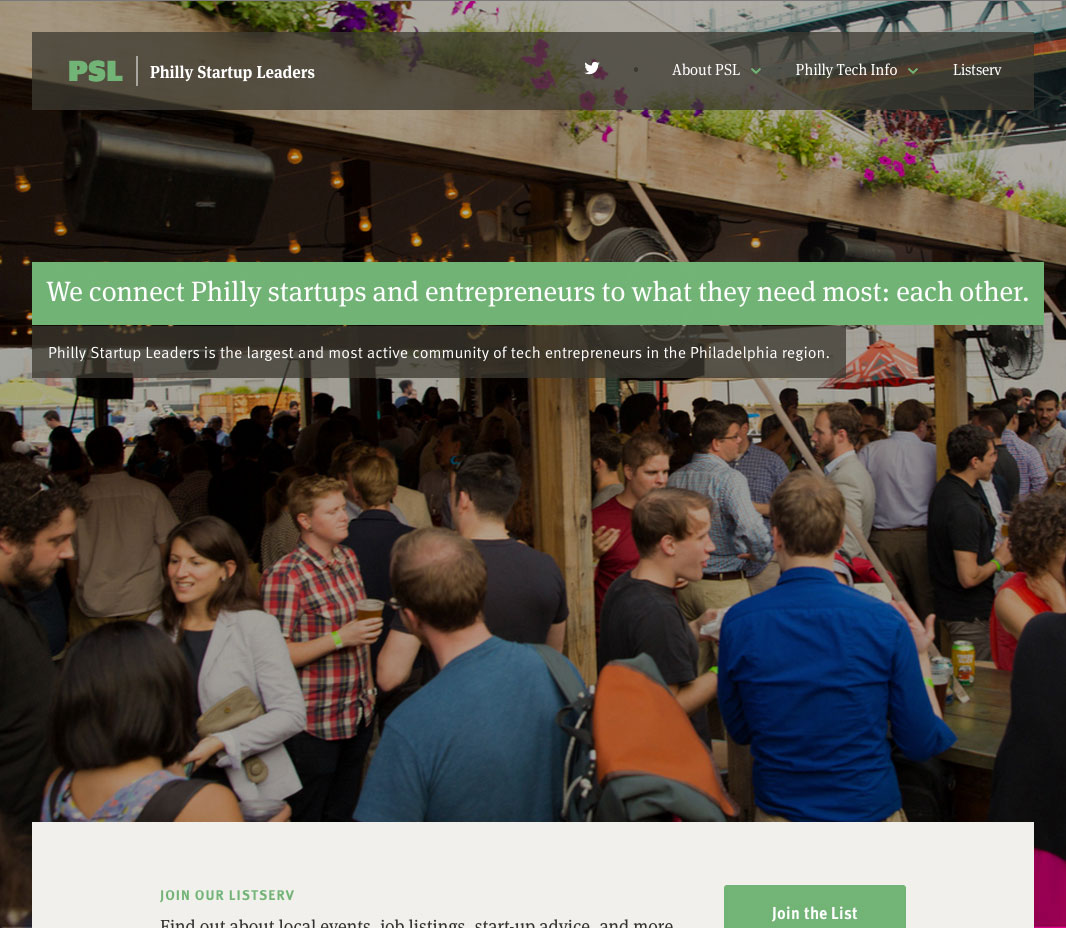 PSL
Philly Startup Leaders
About PSL
Philly Tech Info
Listserv
We connect Philly startups and entrepreneurs to what they need most: each other.
Philly Startup Leaders is the largest and most active community of tech entrepreneurs in the Philadelphia region.
JOIN OUR LISTSERV
Find out about local events, job listings, start-up advice, and more
Join the List